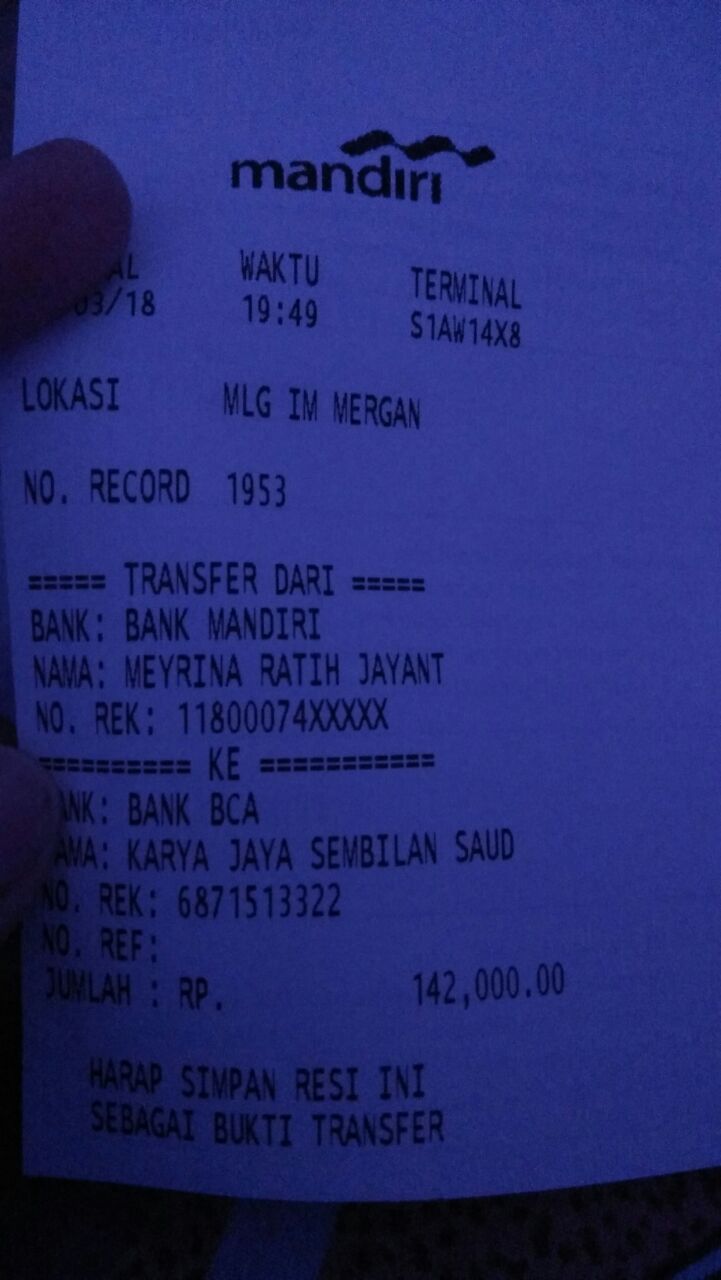 mandiri
WAKTU TERMINAL
03/18 19:49 S1AW14X8
LOKASI MLG IM MERGAN
NO. RECORD 1953
===== TRANSFER DARI =====
BANK: BANK MANDIRI
NAMA: MEYRINA RATIH JAYANT
NO. REK: 11800074XXXXX
========== KE ===========
ANK: BANK BCA
AMA: KARYA JAYA SEMBILAN SAUD
NO. REK: 6871513322
NO. REF:
JUMLAH : RP. 142,000.00
HARAP SIMPAN RESI INI
SEBAGAI BUKTI TRANSFER